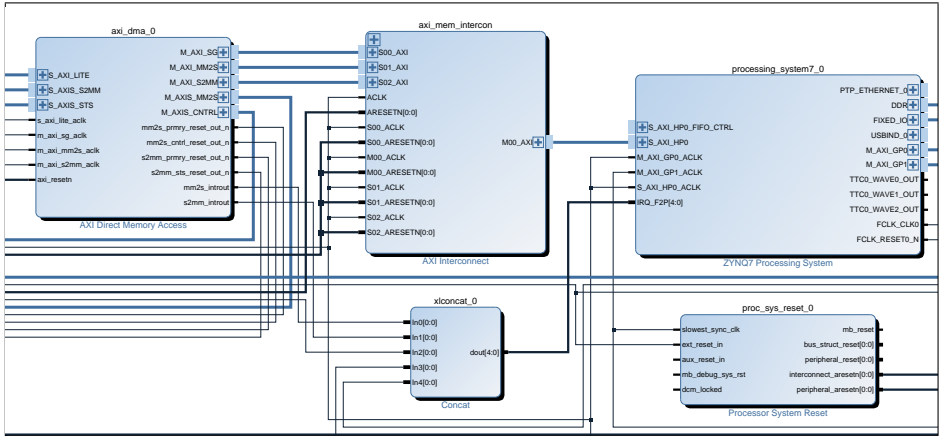 axi_dma_0
M_AXI_SG
M_AXI_MM2S
M_AXI_S2MM
M_AXIS_MM2S
M_AXIS_CNTRL
S_AXI_LITE
S_AXIS_S2MM
S_AXIS_STS
s_axi_lite_aclk
m_axi_sg_aclk
m_axi_mm2s_aclk
m_axi_s2mm_aclk
axi_resetn
mm2s_prmry_reset_out_n
mm2s_cntrl_reset_out_n
s2mm_prmry_reset_out_n
s2mm_sts_reset_out_n
mm2s_introut
s2mm_introut
AXI Direct Memory Access
axi_mem_intercon
S00_AXI
S01_AXI
S02_AXI
ACLK
ARESETN[0:0]
S00_ACLK
S00_ARESETN[0:0]
M00_ACLK
M00_ARESETN[0:0]
S01_ACLK
S01_ARESETN[0:0]
S02_ACLK
S02_ARESETN[0:0]
M00_AXI
AXI Interconnect
processing_system7_0
S_AXI_HP0_FIFO_CTRL
S_AXI_HP0
M_AXI_GP0_ACLK
M_AXI_GP1_ACLK
S_AXI_HP0_ACLK
IRQ_F2P[4:0]
PTP_ETHERNET_0
DDR
FIXED_IO
USBIND_0
M_AXI_GP0
M_AXI_GP1
TTC0_WAVE0_OUT
TTC0_WAVE1_OUT
TTC0_WAVE2_OUT
FCLK_CLK0
FCLK_RESET0_N
ZYNQ7 Processing System
xlconcat_0
In0[0:0]
In1[0:0]
In2[0:0]
In3[0:0]
In4[0:0]
dout[4:0]
Concat
proc_sys_reset_0
slowest_sync_clk
ext_reset_in
aux_reset_in
mb_debug_sys_rst
dcm_locked
mb_reset
bus_struct_reset[0:0]
peripheral_reset[0:0]
interconnect_aresetn[0:0]
peripheral_aresetn[0:0]
Processor System Reset